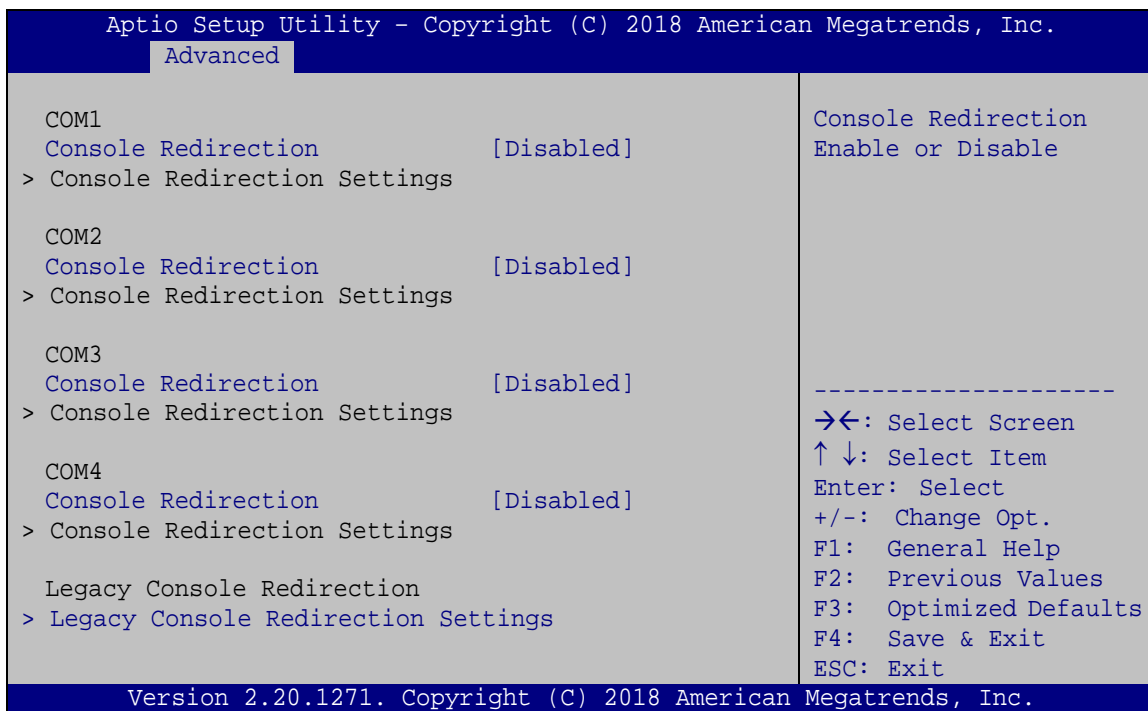 Aptio Setup Utility – Copyright (C) 2018 American Megatrends, Inc.
Advanced
COM1
Console Redirection [Disabled]
> Console Redirection Settings
COM2
Console Redirection [Disabled]
> Console Redirection Settings
COM3
Console Redirection [Disabled]
> Console Redirection Settings
COM4
Console Redirection [Disabled]
> Console Redirection Settings
Legacy Console Redirection
> Legacy Console Redirection Settings
Console Redirection
Enable or Disable
---------------------
→←: Select Screen
↑ ↓: Select Item
Enter: Select
+/-: Change Opt.
F1: General Help
F2: Previous Values
F3: Optimized Defaults
F4: Save & Exit
ESC: Exit
Version 2.20.1271. Copyright (C) 2018 American Megatrends, Inc.